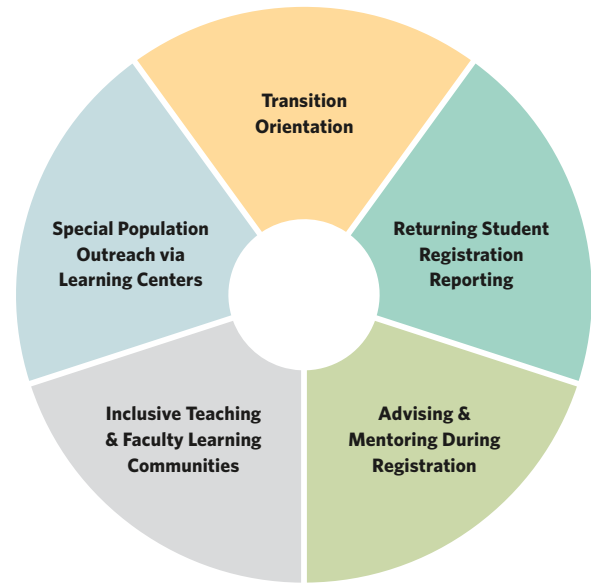 Transition
Orientation
Returning Student
Registration
Reporting
Advising &
Mentoring During
Registration
Inclusive Teaching
& Faculty Learning
Communities
Special Population
Outreach via
Learning Centers